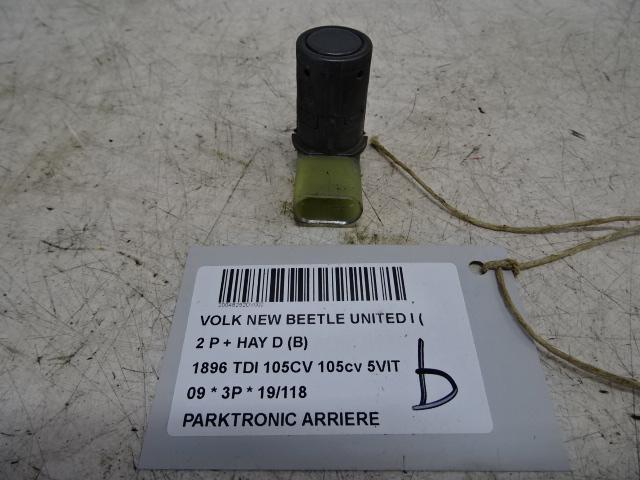 VOLK NEW BEETLE UNITED I (
2 P + HAY D (B)
1896 TDI 105CV 105cv 5VIT
09 * 3P * 19/118
PARKTRONIC ARRIERE
b